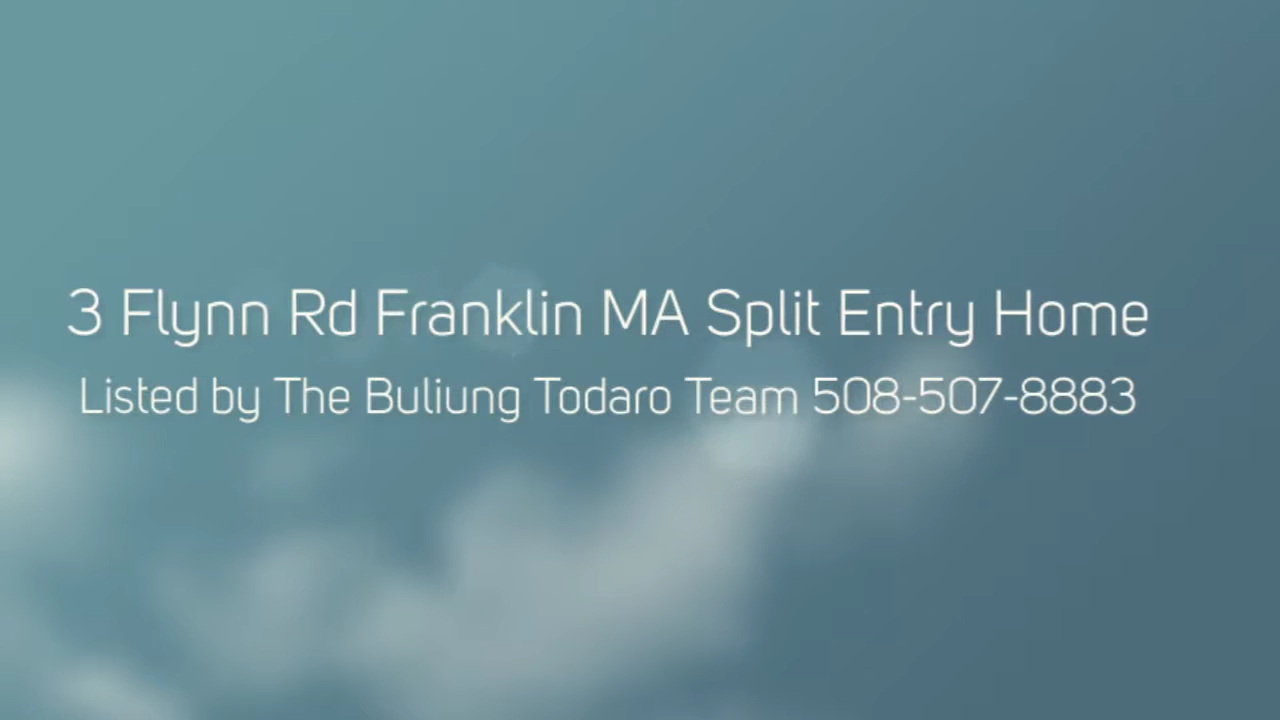 3 Flynn Rd Franklin MA Split Entry Home
Listed by The Buliung Todaro Team 508-507-8883